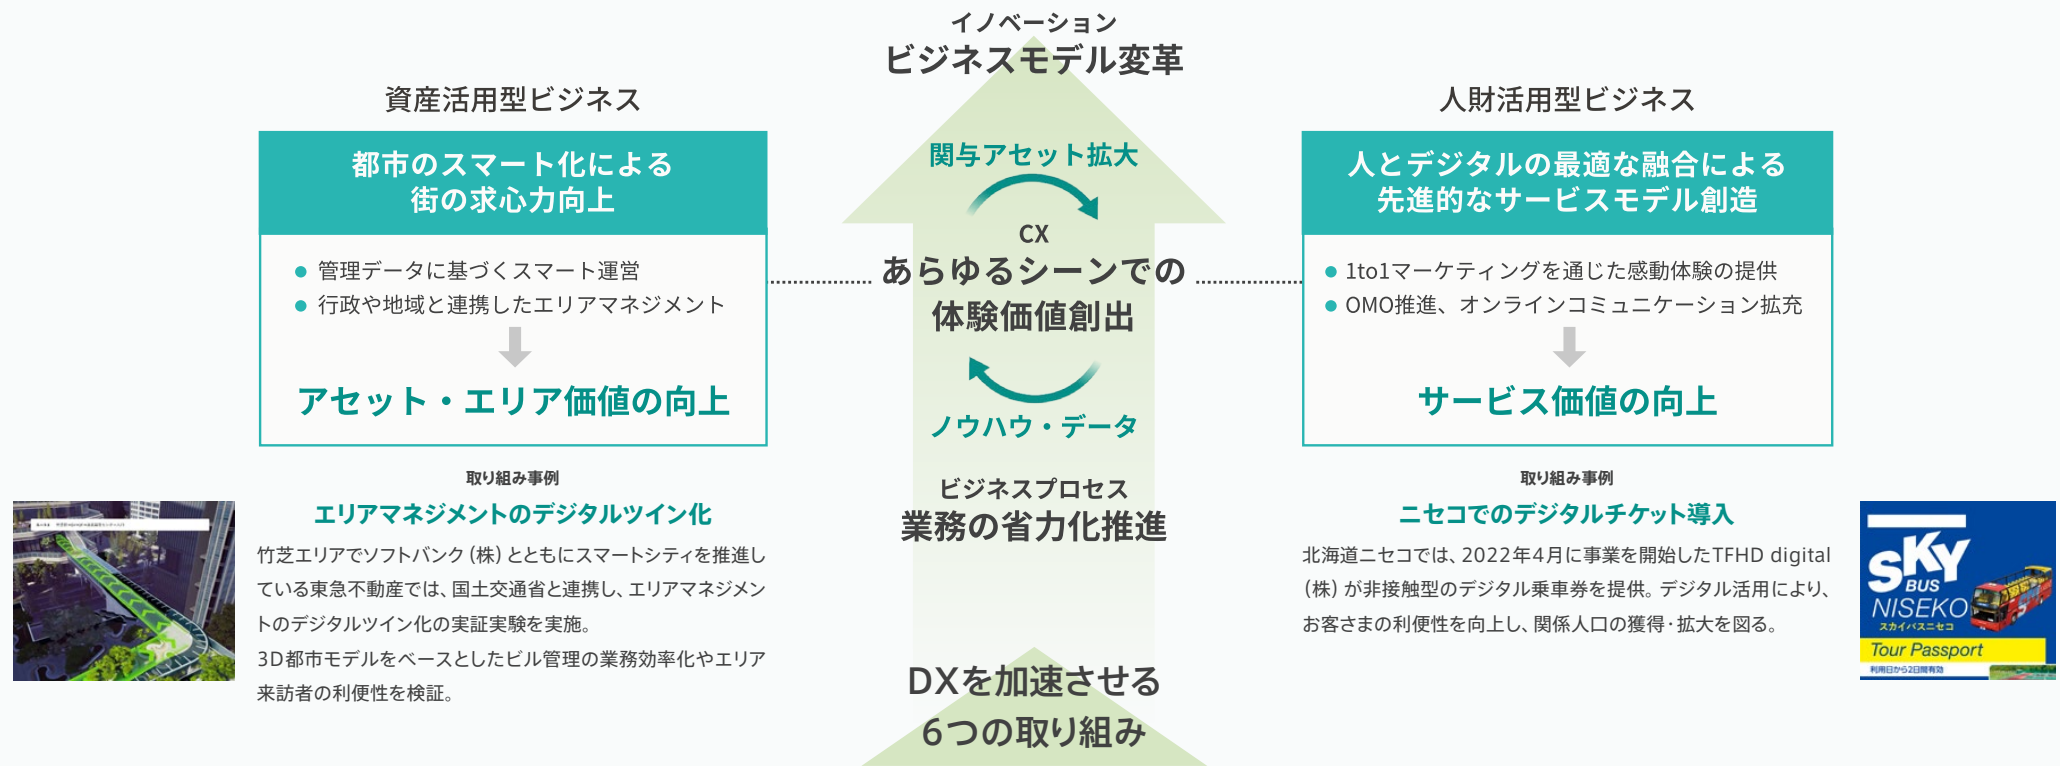 イノベーション
ビジネスモデル変革
資産活用型ビジネス
都市のスマート化による
街の求心力向上
管理データに基づくスマート運営
行政や地域と連携したエリアマネジメント
アセット・エリア価値の向上
取り組み事例
エリアマネジメントのデジタルツイン化
竹芝エリアでソフトバンク(株)とともにスマートシティを推進し
ている東急不動産では、国土交通省と連携し、エリアマネジメン
トのデジタルツイン化の実証実験を実施。
3D都市モデルをベースとしたビル管理の業務効率化やエリア
来訪者の利便性を検証。
関与アセット拡大
CX
あらゆるシーンでの
体験価値創出
ノウハウ・データ
ビジネスプロセス
業務の省力化推進
DXを加速させる
6つの取り組み
人財活用型ビジネス
人とデジタルの最適な融合による
先進的なサービスモデル創造
1to1マーケティングを通じた感動体験の提供
OMO推進、オンラインコミュニケーション拡充
サービス価値の向上
取り組み事例
ニセコでのデジタルチケット導入
北海道ニセコでは、2022年4月に事業を開始したTFHD digital
(株)が非接触型のデジタル乗車券を提供。デジタル活用により、
お客さまの利便性を向上し、関係人口の獲得・拡大を図る。
SKY
BUS
NISEKO
スカイバスニセコ
Tour Passport
利用日から2日間有効